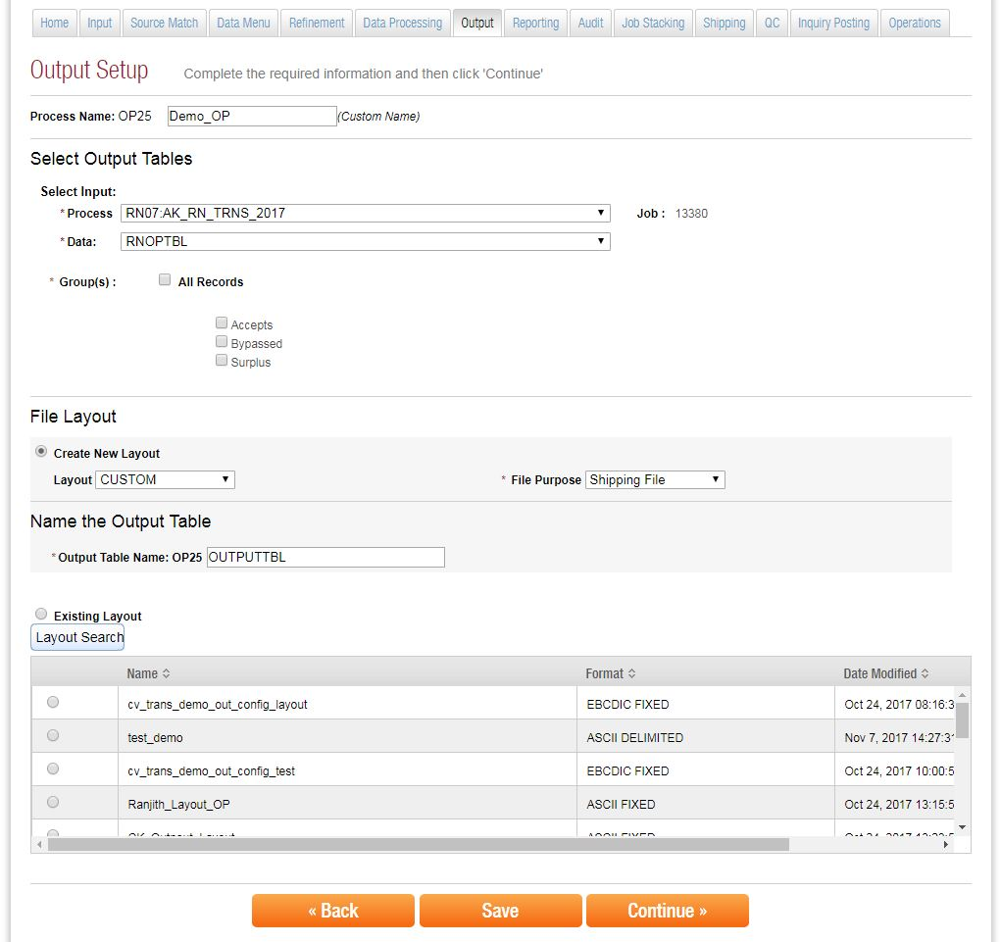 Home Input Source Match Data Menu Refinement Data Processing Output Reporting Audit Job Stacking Shipping QC Inquiry Posting Operations
Output Setup Complete the required information and then click 'Continue'
Process Name: OP25 Demo_OP (Custom Name)
Select Output Tables
Select Input:
* Process RN07:AK_RN_TRNS_2017 Job : 13380
* Data: RNOPTBL
* Group(s) : All Records
Accepts
Bypassed
Surplus
File Layout
Create New Layout
Layout CUSTOM * File Purpose Shipping File
Name the Output Table
* Output Table Name: OP25 OUTPUTTBL
Existing Layout
Layout Search
Name Format Date Modified
cv_trans_demo_out_config_layout EBCDIC FIXED Oct 24, 2017 08:16:3
test_demo ASCII DELIMITED Nov 7, 2017 14:27:31
cv_trans_demo_out_config_test EBCDIC FIXED Oct 24, 2017 10:00:5
Ranjith_Layout_OP ASCII FIXED Oct 24, 2017 13:15:5
ASCII FIXED Oct 24, 2017
« Back Save Continue »